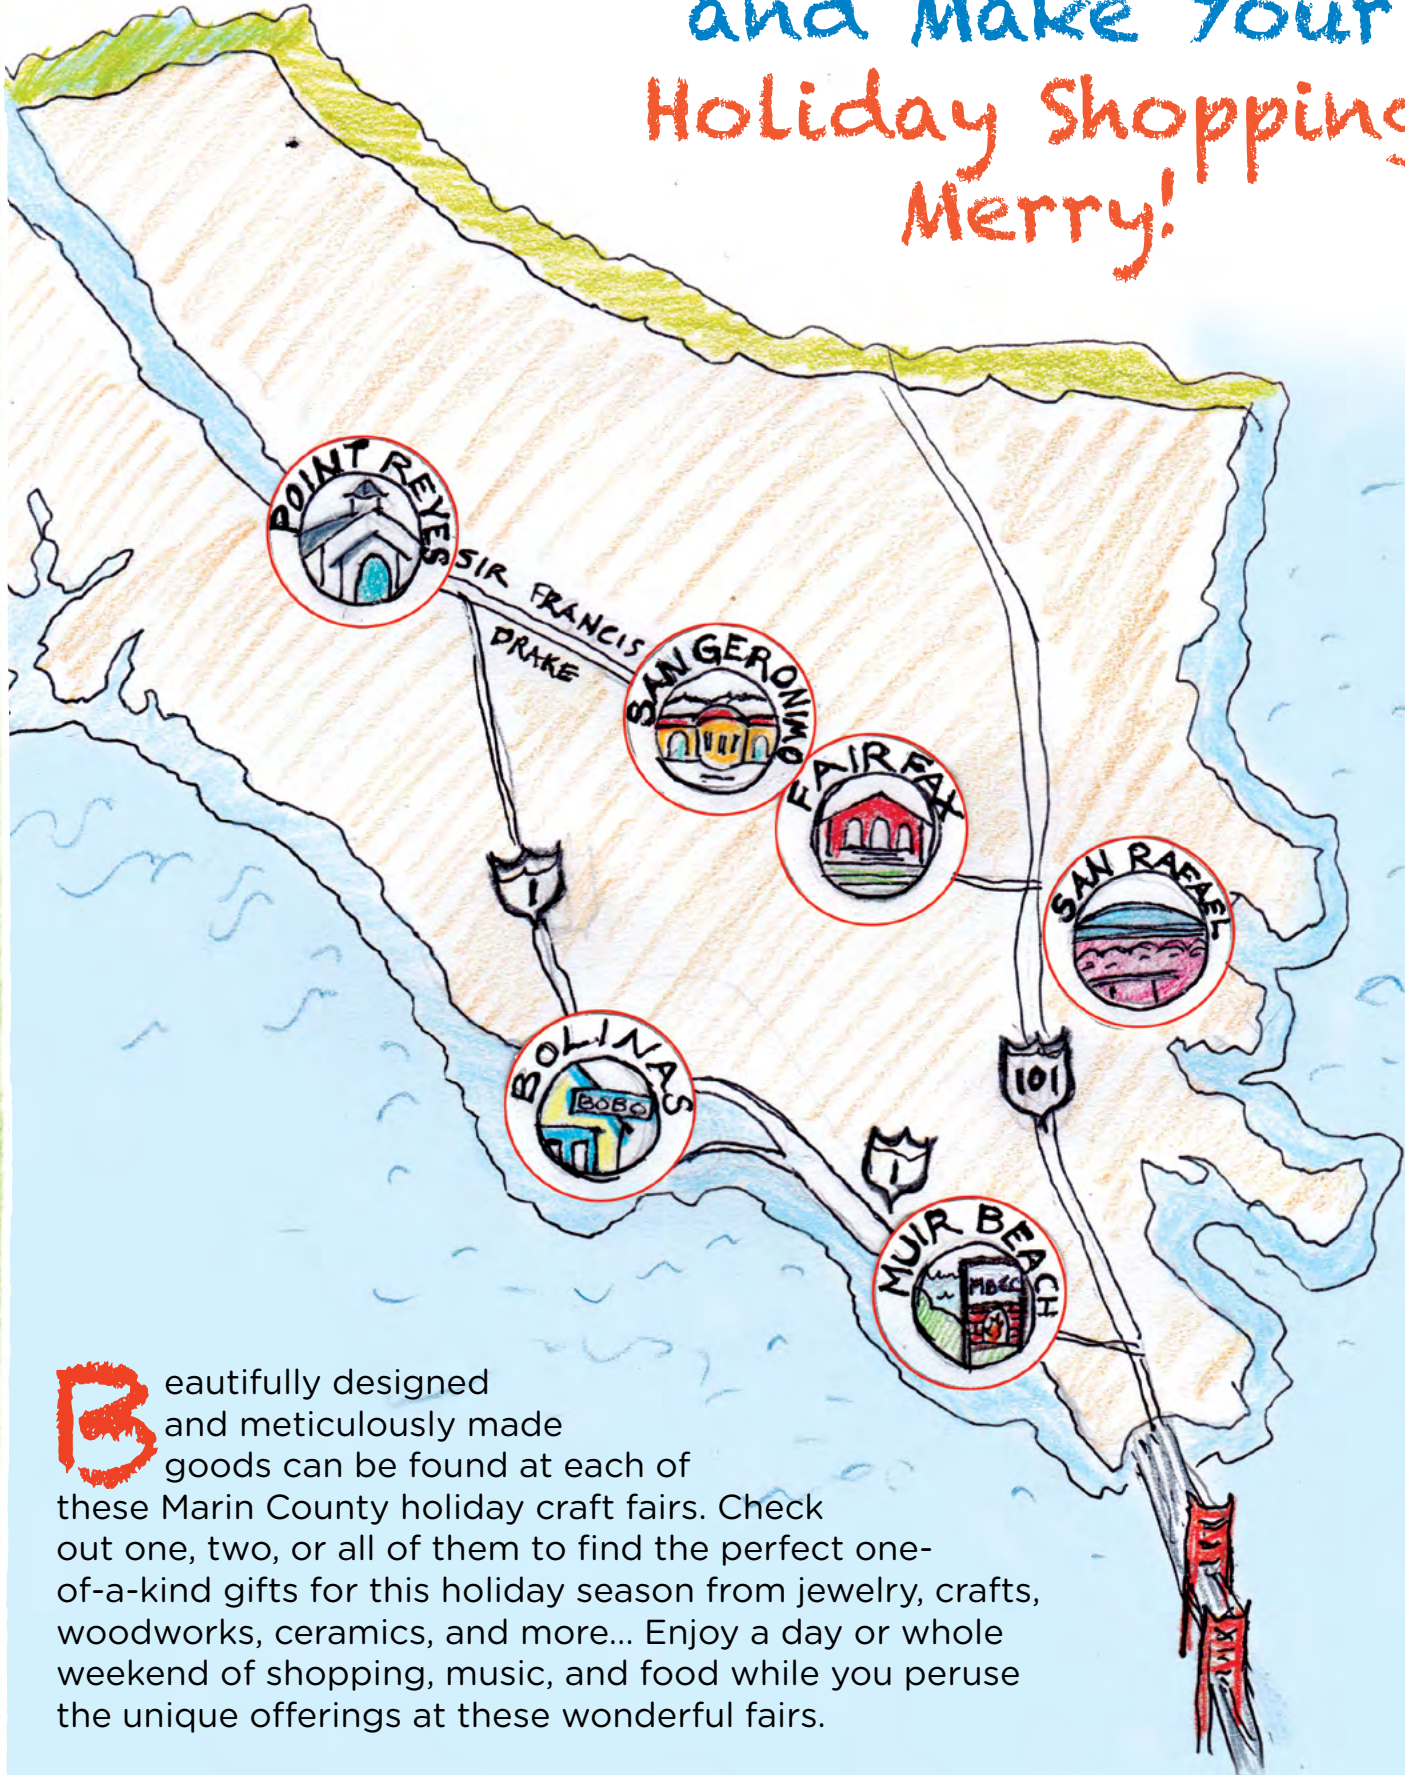 and Make Your
Holiday Shopping
Merry!
POINT REYES
SIR FRANCIS
DRAKE
SAN GERONIMO
FAIRFAX
SAN RAFAEL
1
BOLINAS
BOBO
101
1
MUIR BEACH
MBCC
Beautifully designed
and meticulously made
goods can be found at each of
these Marin County holiday craft fairs. Check
out one, two, or all of them to find the perfect one-
of-a-kind gifts for this holiday season from jewelry, crafts,
woodworks, ceramics, and more... Enjoy a day or whole
weekend of shopping, music, and food while you peruse
the unique offerings at these wonderful fairs.